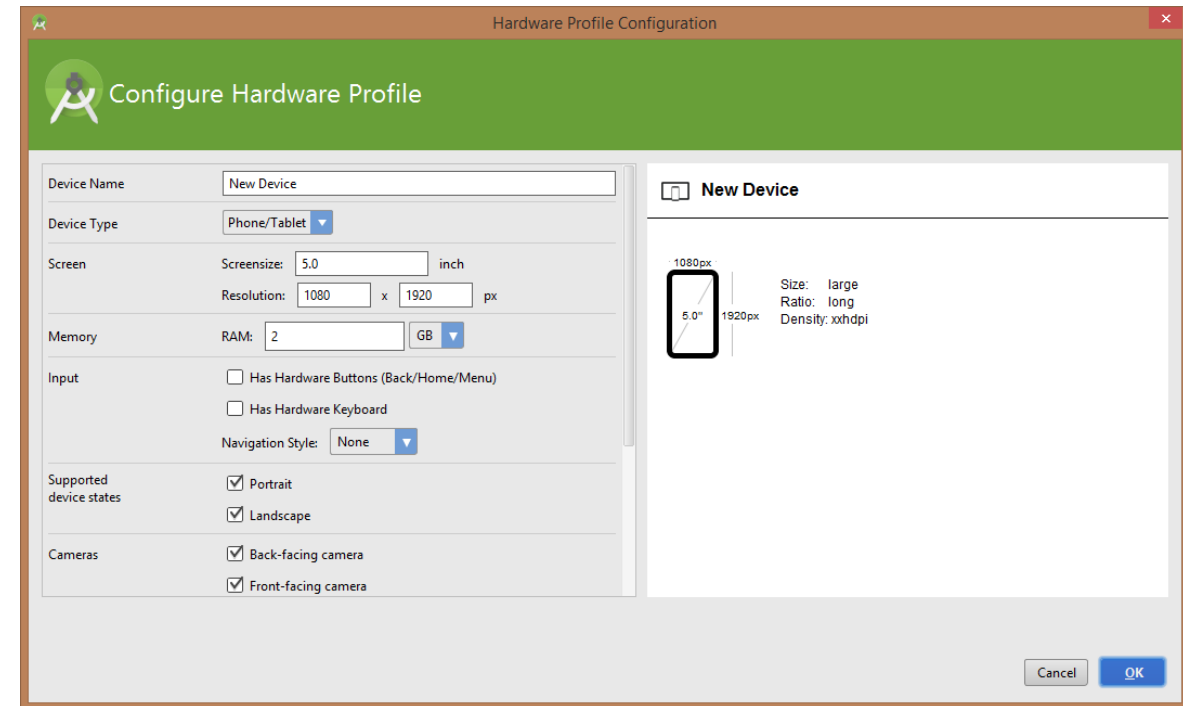 Hardware Profile Configuration
Configure Hardware Profile
Device Name New Device
Device Type Phone/Tablet
Screen Screensize: 5.0 inch
Resolution: 1080 x 1920 px
Memory RAM: 2 GB
Input Has Hardware Buttons (Back/Home/Menu)
Has Hardware Keyboard
Navigation Style: None
Supported
device states
Portrait
Landscape
Cameras Back-facing camera
Front-facing camera
New Device
1080px
5.0"
1920px
Size: large
Ratio: long
Density: xxhdpi
Cancel OK